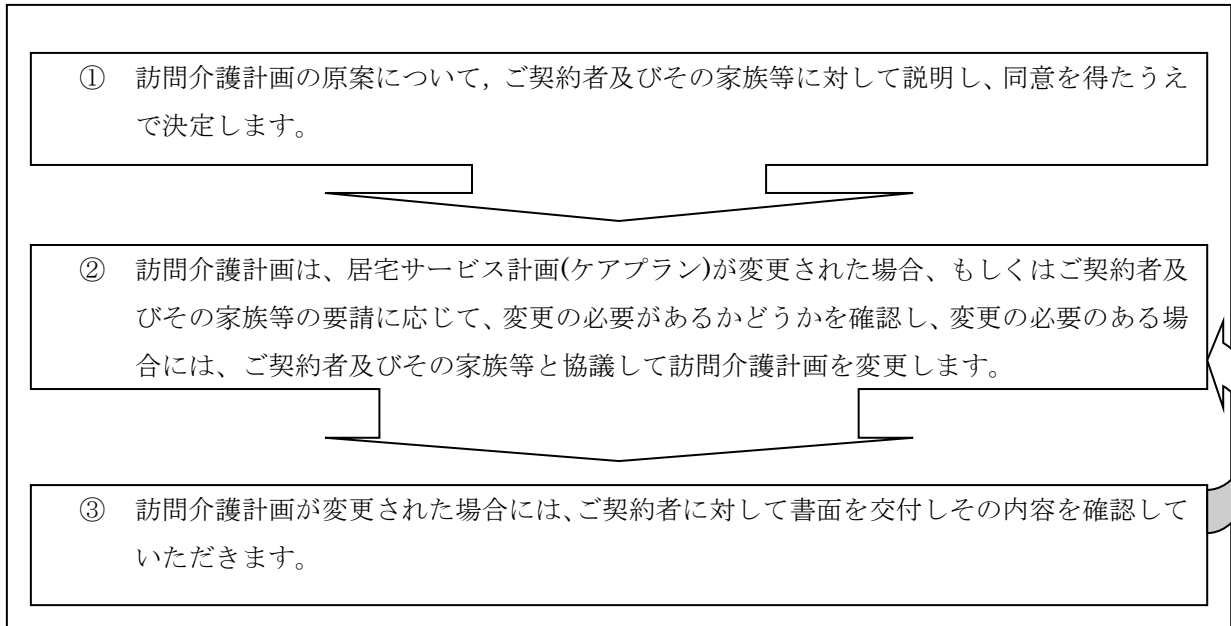 ① 訪問介護計画の原案について, ご契約者及びその家族等に対して説明し、同意を得たうえ
で決定します。
② 訪問介護計画は、居宅サービス計画(ケアプラン)が変更された場合、もしくはご契約者及
びその家族等の要請に応じて、変更の必要があるかどうかを確認し、変更の必要のある場
合には、ご契約者及びその家族等と協議して訪問介護計画を変更します。
③ 訪問介護計画が変更された場合には、ご契約者に対して書面を交付しその内容を確認して
いただきます。